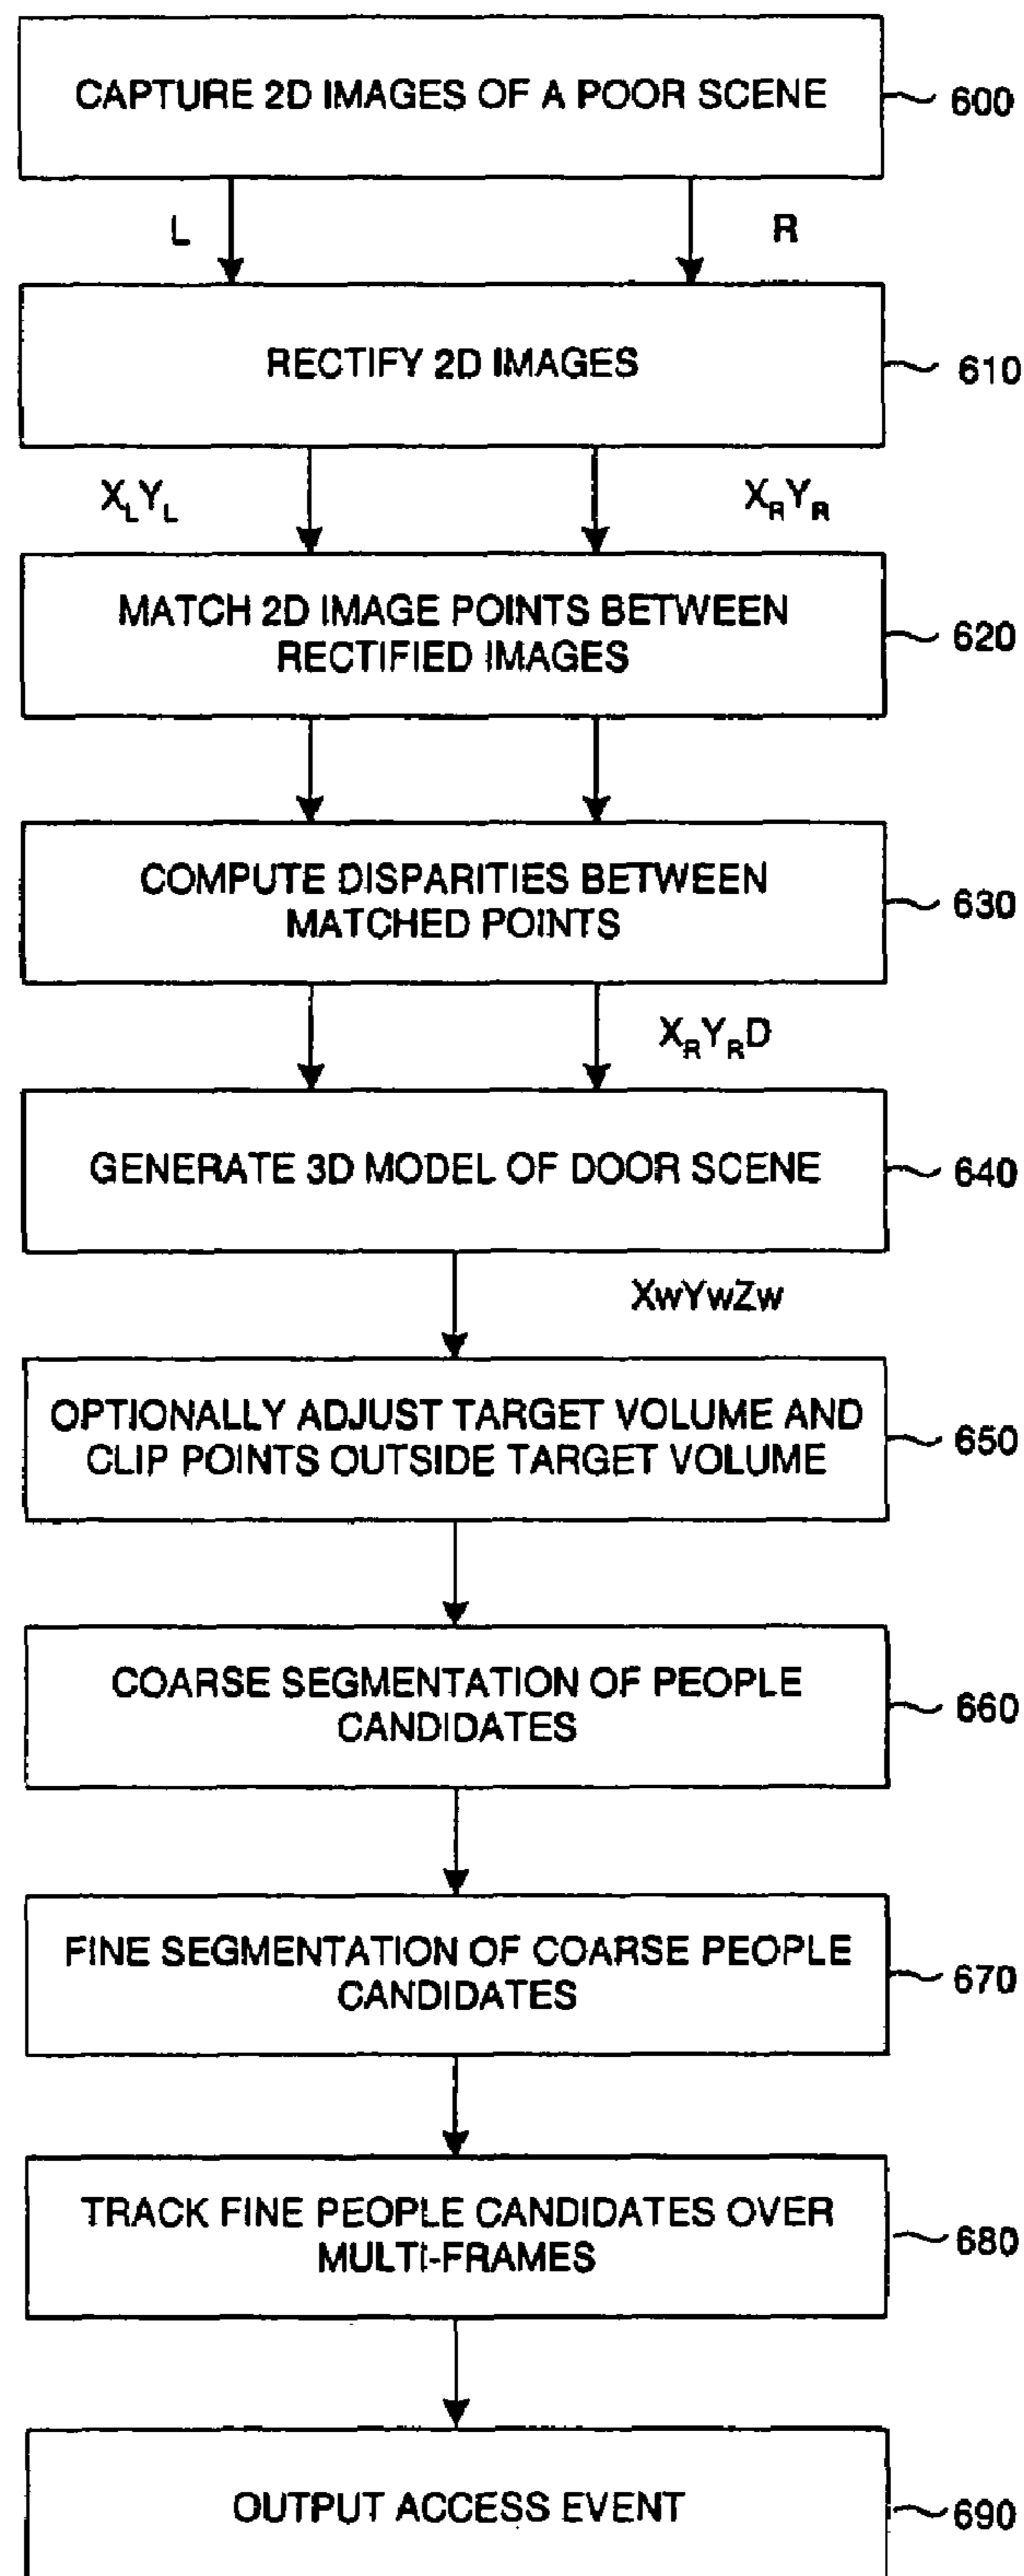 CAPTURE 2D IMAGES OF A POOR SCENE
600
L
R
RECTIFY 2D IMAGES
610
X_LY_L
X_RY_R
MATCH 2D IMAGE POINTS BETWEEN
RECTIFIED IMAGES
620
COMPUTE DISPARITIES BETWEEN
MATCHED POINTS
630
X_RY_RD
GENERATE 3D MODEL OF DOOR SCENE
640
XwYwZw
OPTIONALLY ADJUST TARGET VOLUME AND
CLIP POINTS OUTSIDE TARGET VOLUME
650
COARSE SEGMENTATION OF PEOPLE
CANDIDATES
660
FINE SEGMENTATION OF COARSE PEOPLE
CANDIDATES
670
TRACK FINE PEOPLE CANDIDATES OVER
MULTI-FRAMES
680
OUTPUT ACCESS EVENT
690